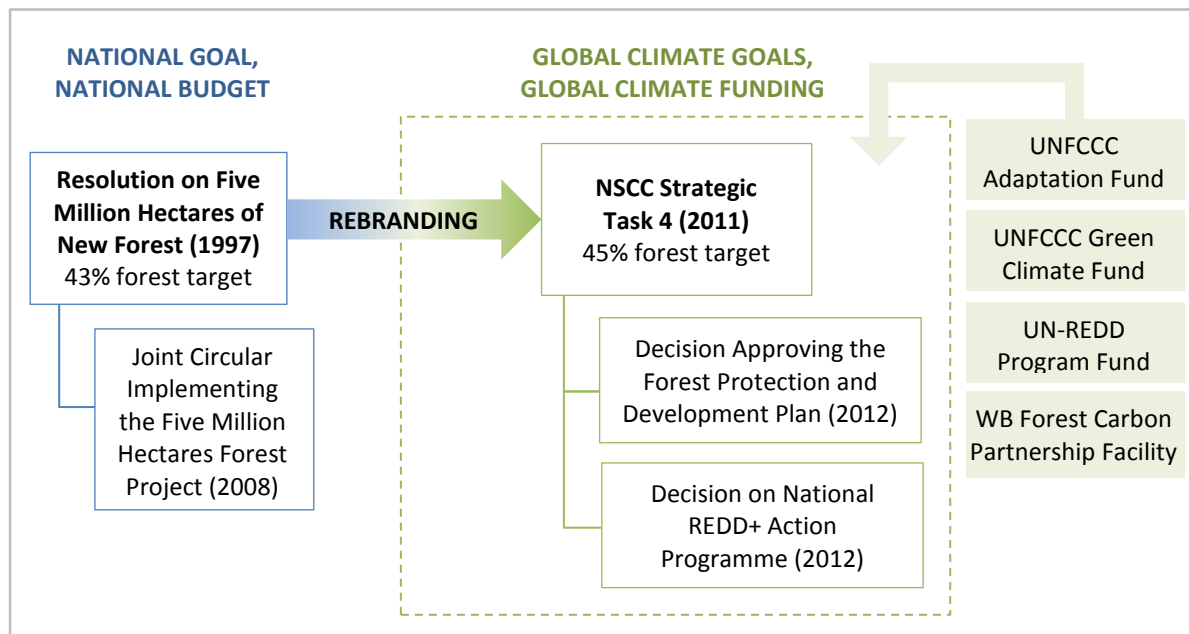 NATIONAL GOAL,
NATIONAL BUDGET
GLOBAL CLIMATE GOALS,
GLOBAL CLIMATE FUNDING
Resolution on Five
Million Hectares of
New Forest (1997)
43% forest target
Joint Circular
Implementing
the Five Million
Hectares Forest
Project (2008)
REBRANDING
NSCC Strategic
Task 4 (2011)
45% forest target
Decision Approving the
Forest Protection and
Development Plan (2012)
Decision on National
REDD+ Action
Programme (2012)
UNFCCC
Adaptation Fund
UNFCCC Green
Climate Fund
UN-REDD
Program Fund
WB Forest Carbon
Partnership Facility